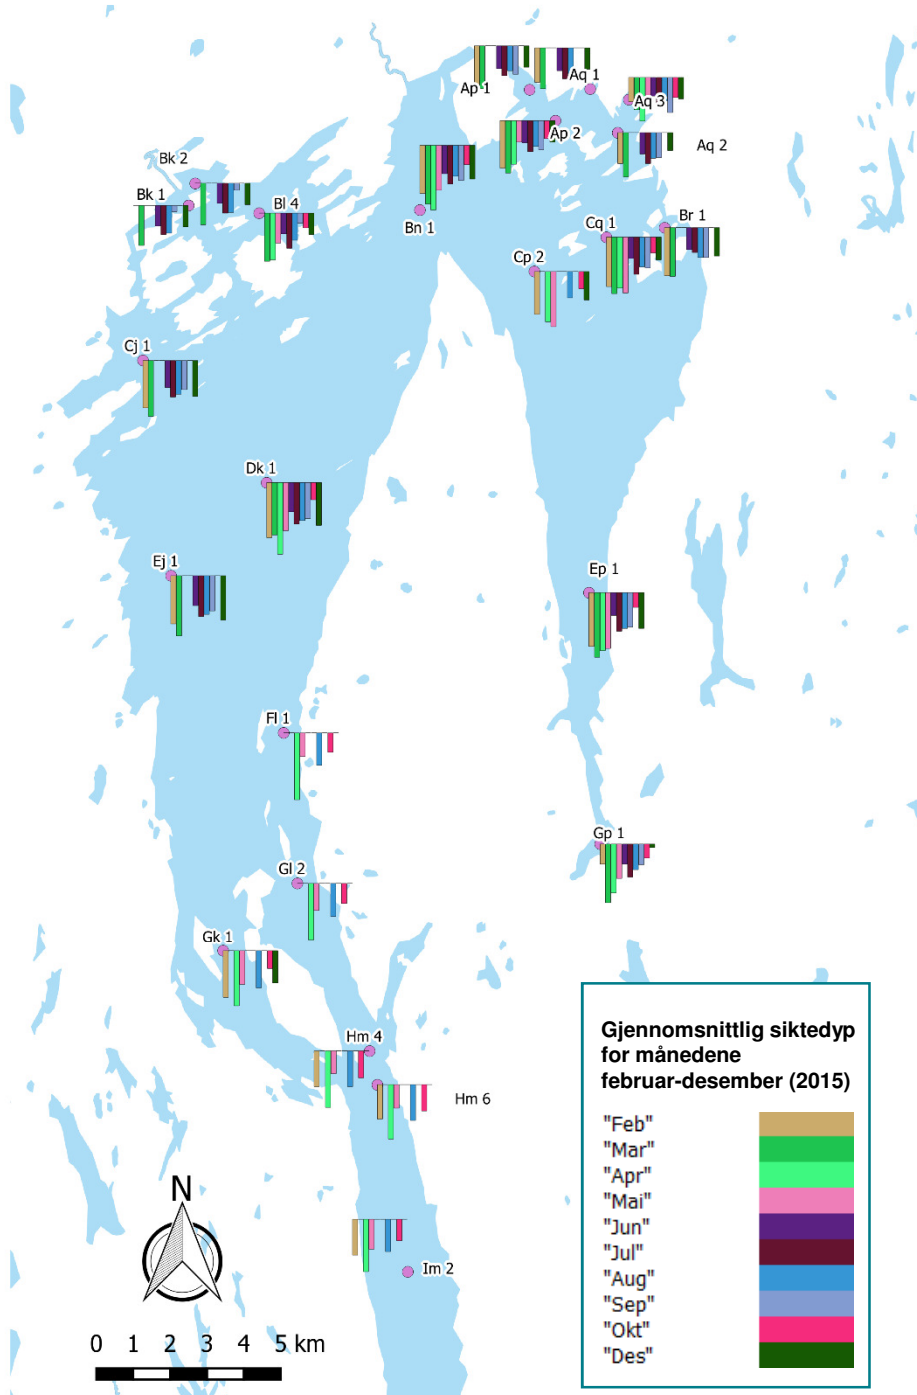 Ap 1
Aq 1
Aq 3
Ap 2
Aq 2
Bk 2
Bk 1
Bl 4
Bn 1
Br 1
Cq 1
Cp 2
Cj 1
Dk 1
Ej 1
Ep 1
Fl 1
Gp 1
Gl 2
Gk 1
Hm 4
Hm 6
Im 2
N
0 1 2 3 4 5 km
Gjennomsnittlig siktedyp
for månedene
februar-desember (2015)
"Feb"
"Mar"
"Apr"
"Mai"
"Jun"
"Jul"
"Aug"
"Sep"
"Okt"
"Des"